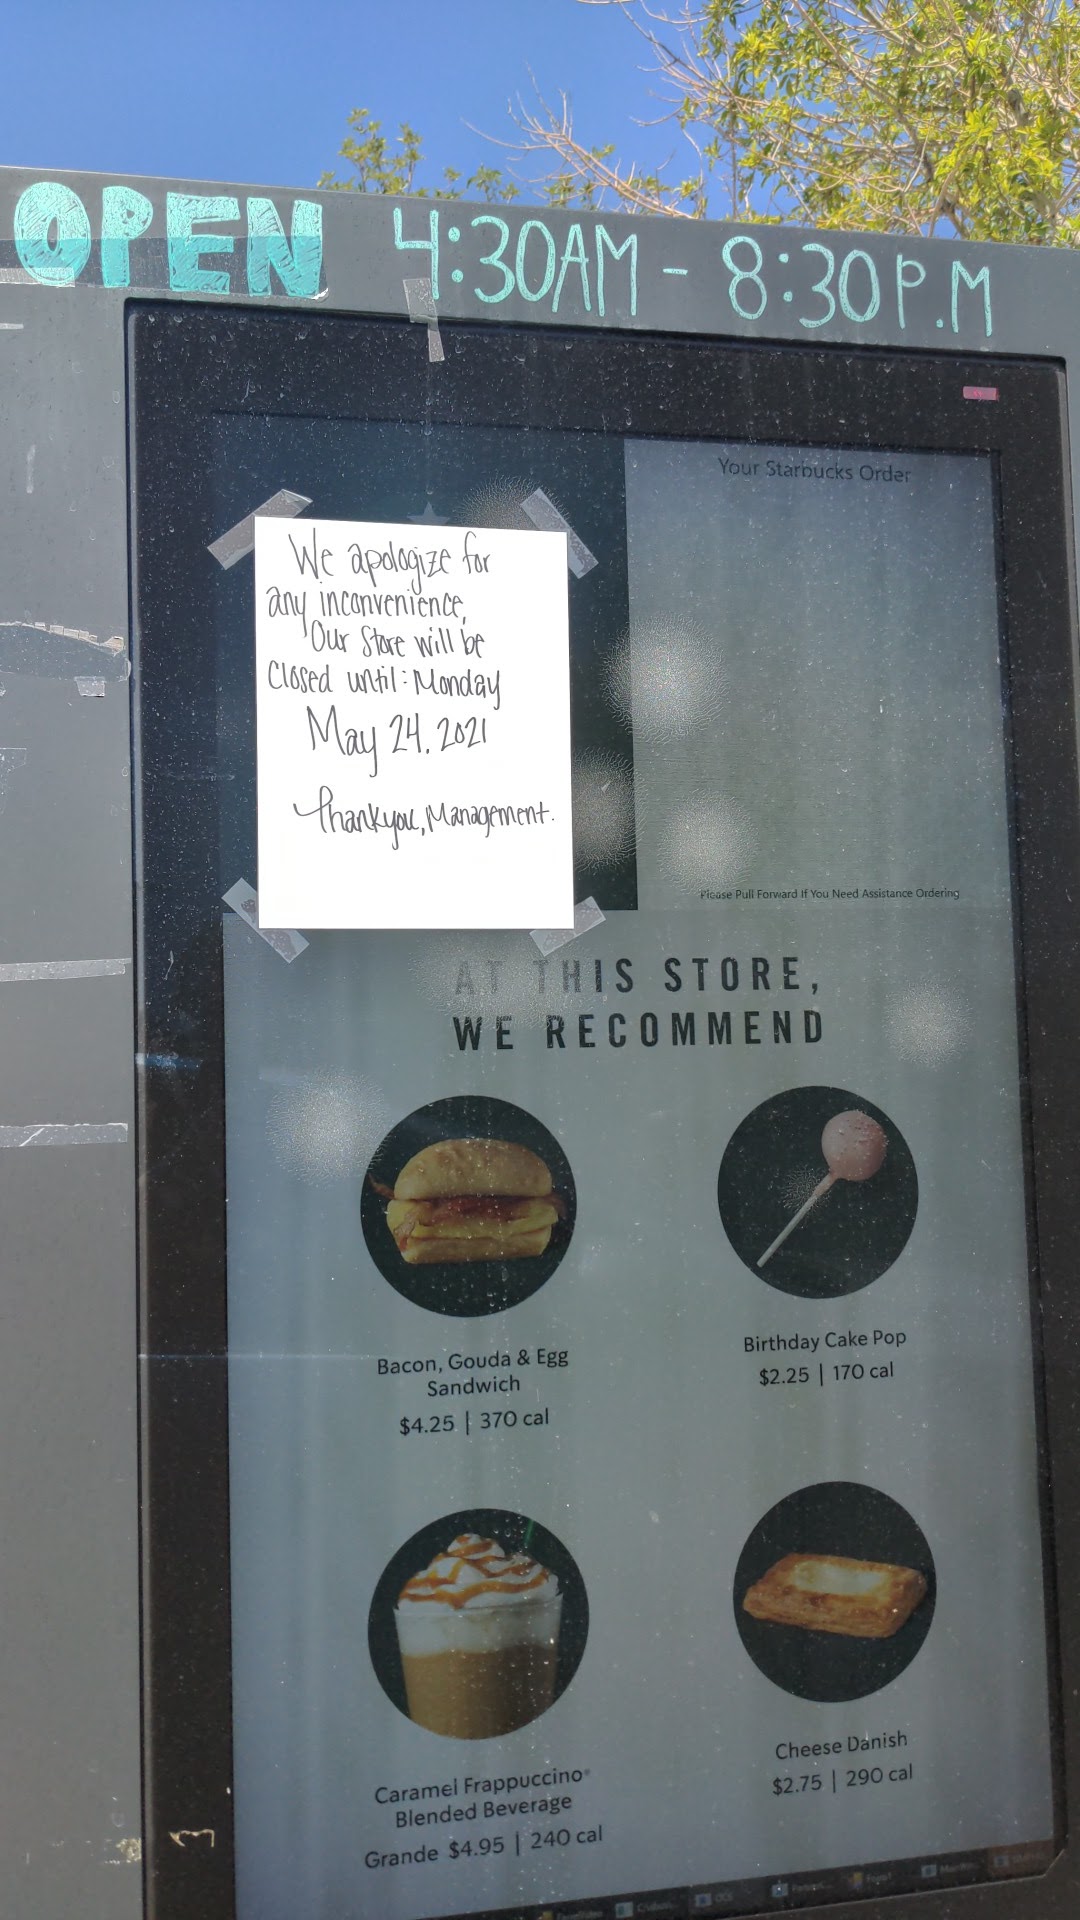 OPEN 4:30AM - 8:30P.M
Your Starbucks Order
We apologize for
any inconvenience,
Our Store will be
Closed until: Monday
May 24, 2021
Thankyou, Management.
Please Pull Forward If You Need Assistance Ordering
AT THIS STORE,
WE RECOMMEND
Bacon, Gouda & Egg
Sandwich
$4.25 | 370 cal
Birthday Cake Pop
$2.25 | 170 cal
Caramel Frappuccino®
Blended Beverage
Grande $4.95 | 240 cal
Cheese Danish
$2.75 | 290 cal